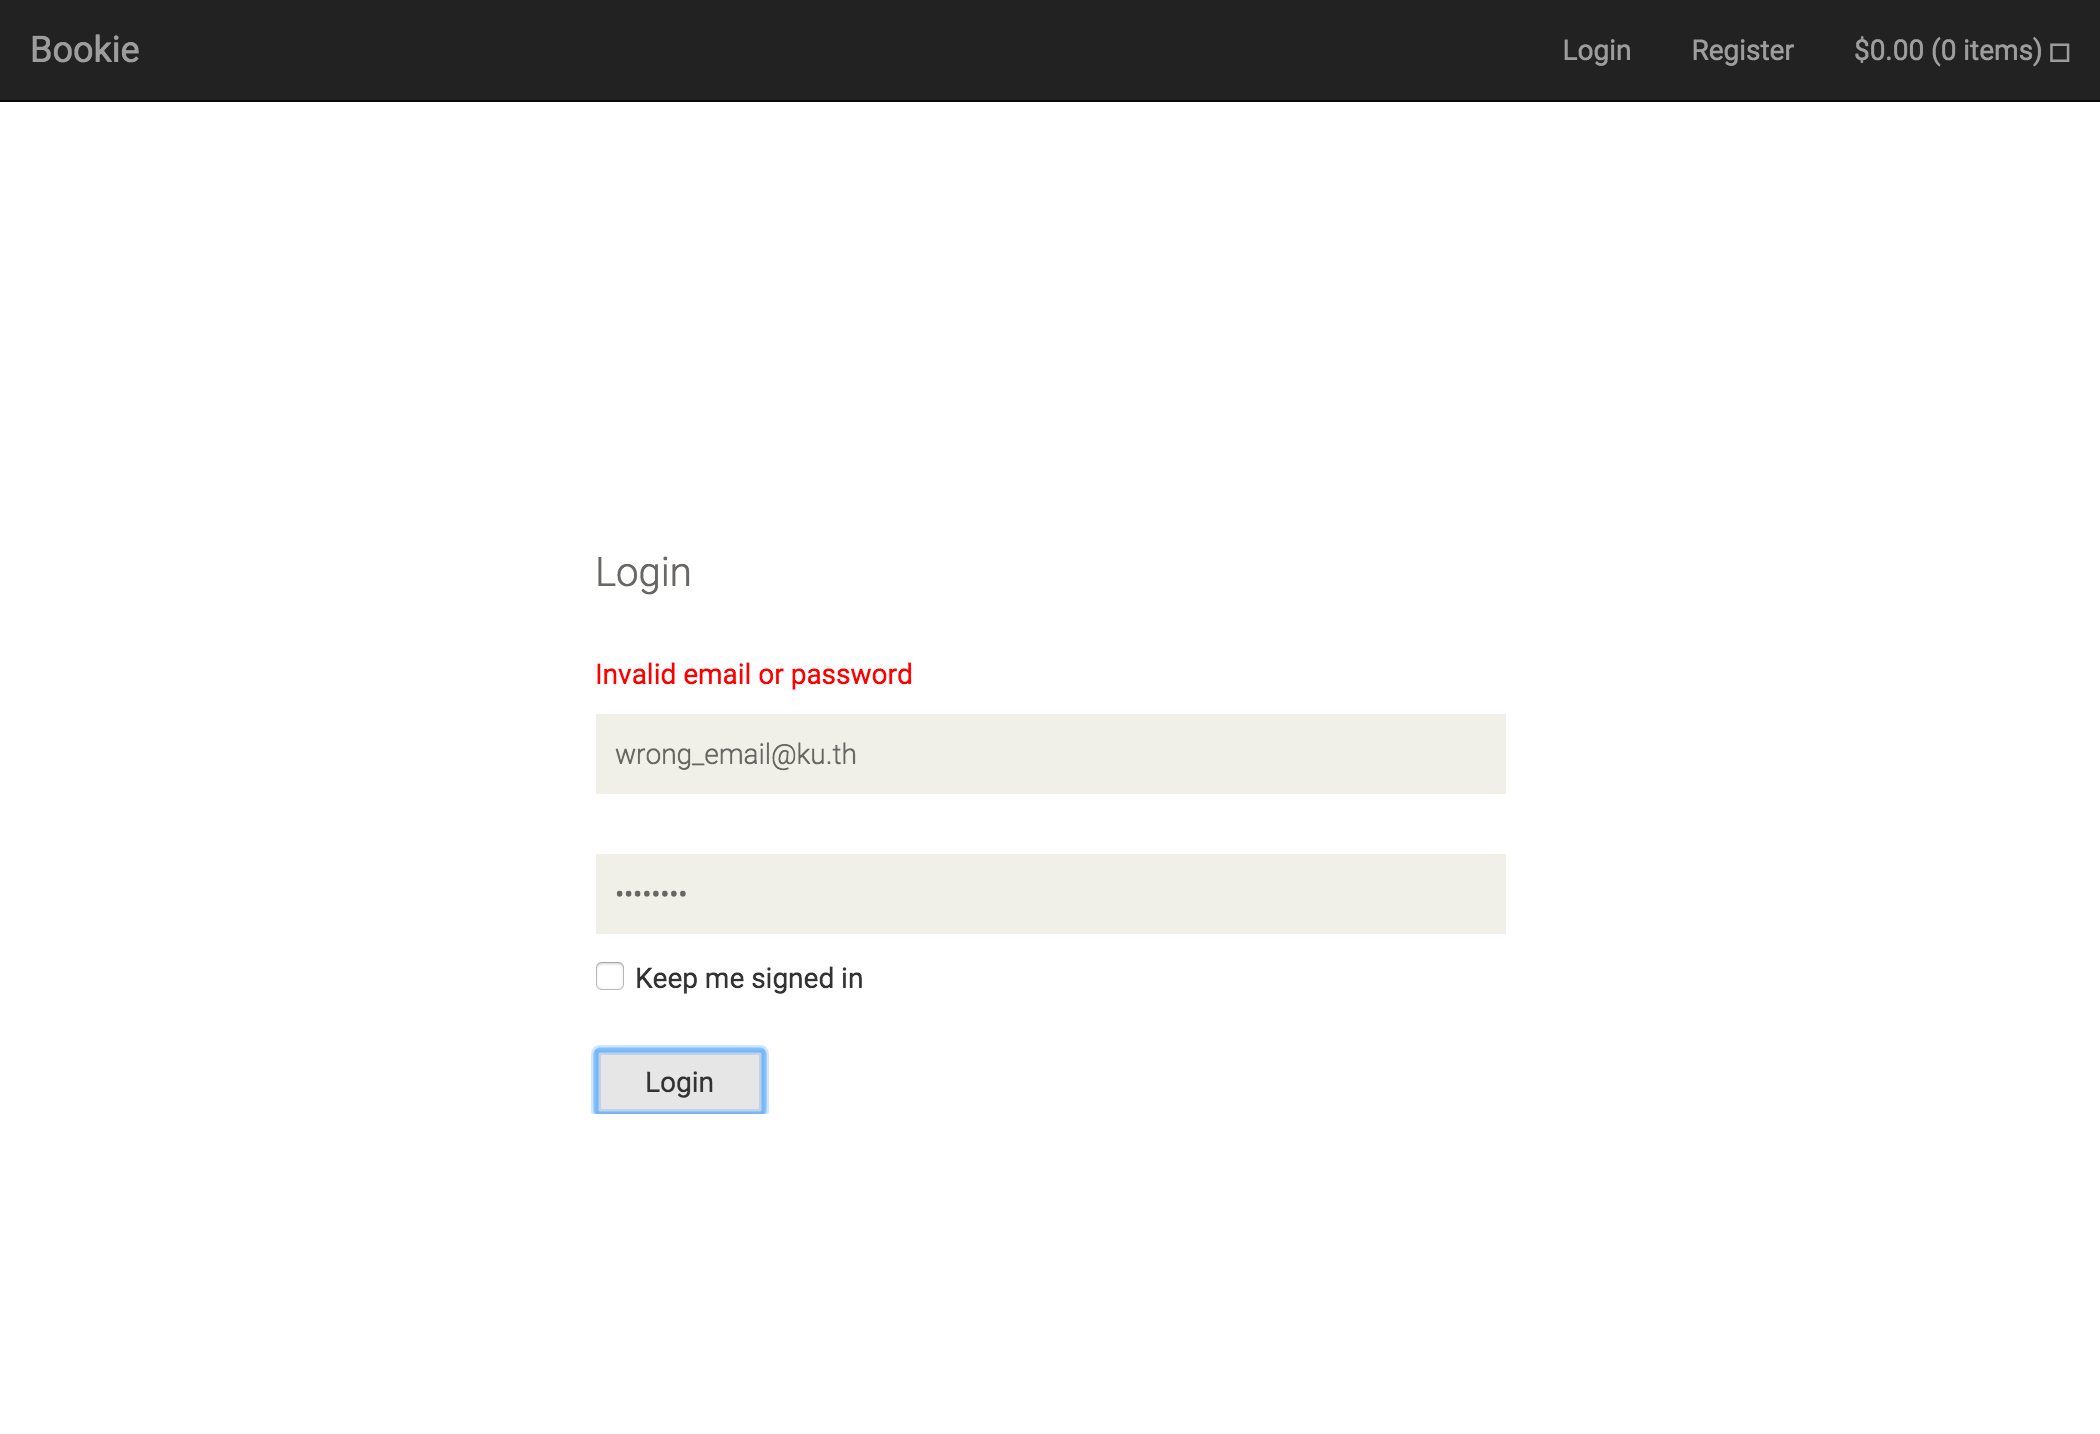 Bookie
Login
Register
$0.00 (0 items)
Login
Invalid email or password
wrong_email@ku.th
••••••••
Keep me signed in
Login